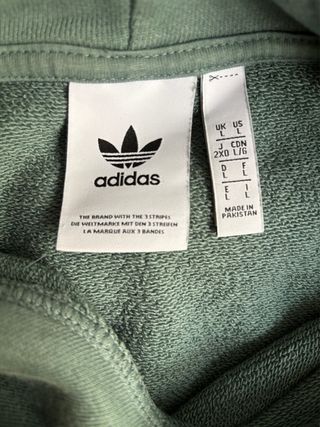 adidas
THE BRAND WITH THE 3 STRIPES
DIE WELTMARKE MIT DEN 3 STREIFEN
LA MARQUE AUX 3 BANDES
UK US
L L
J CDN
2XO L/G
D F
L L
E I
L L
MADE IN
PAKISTAN